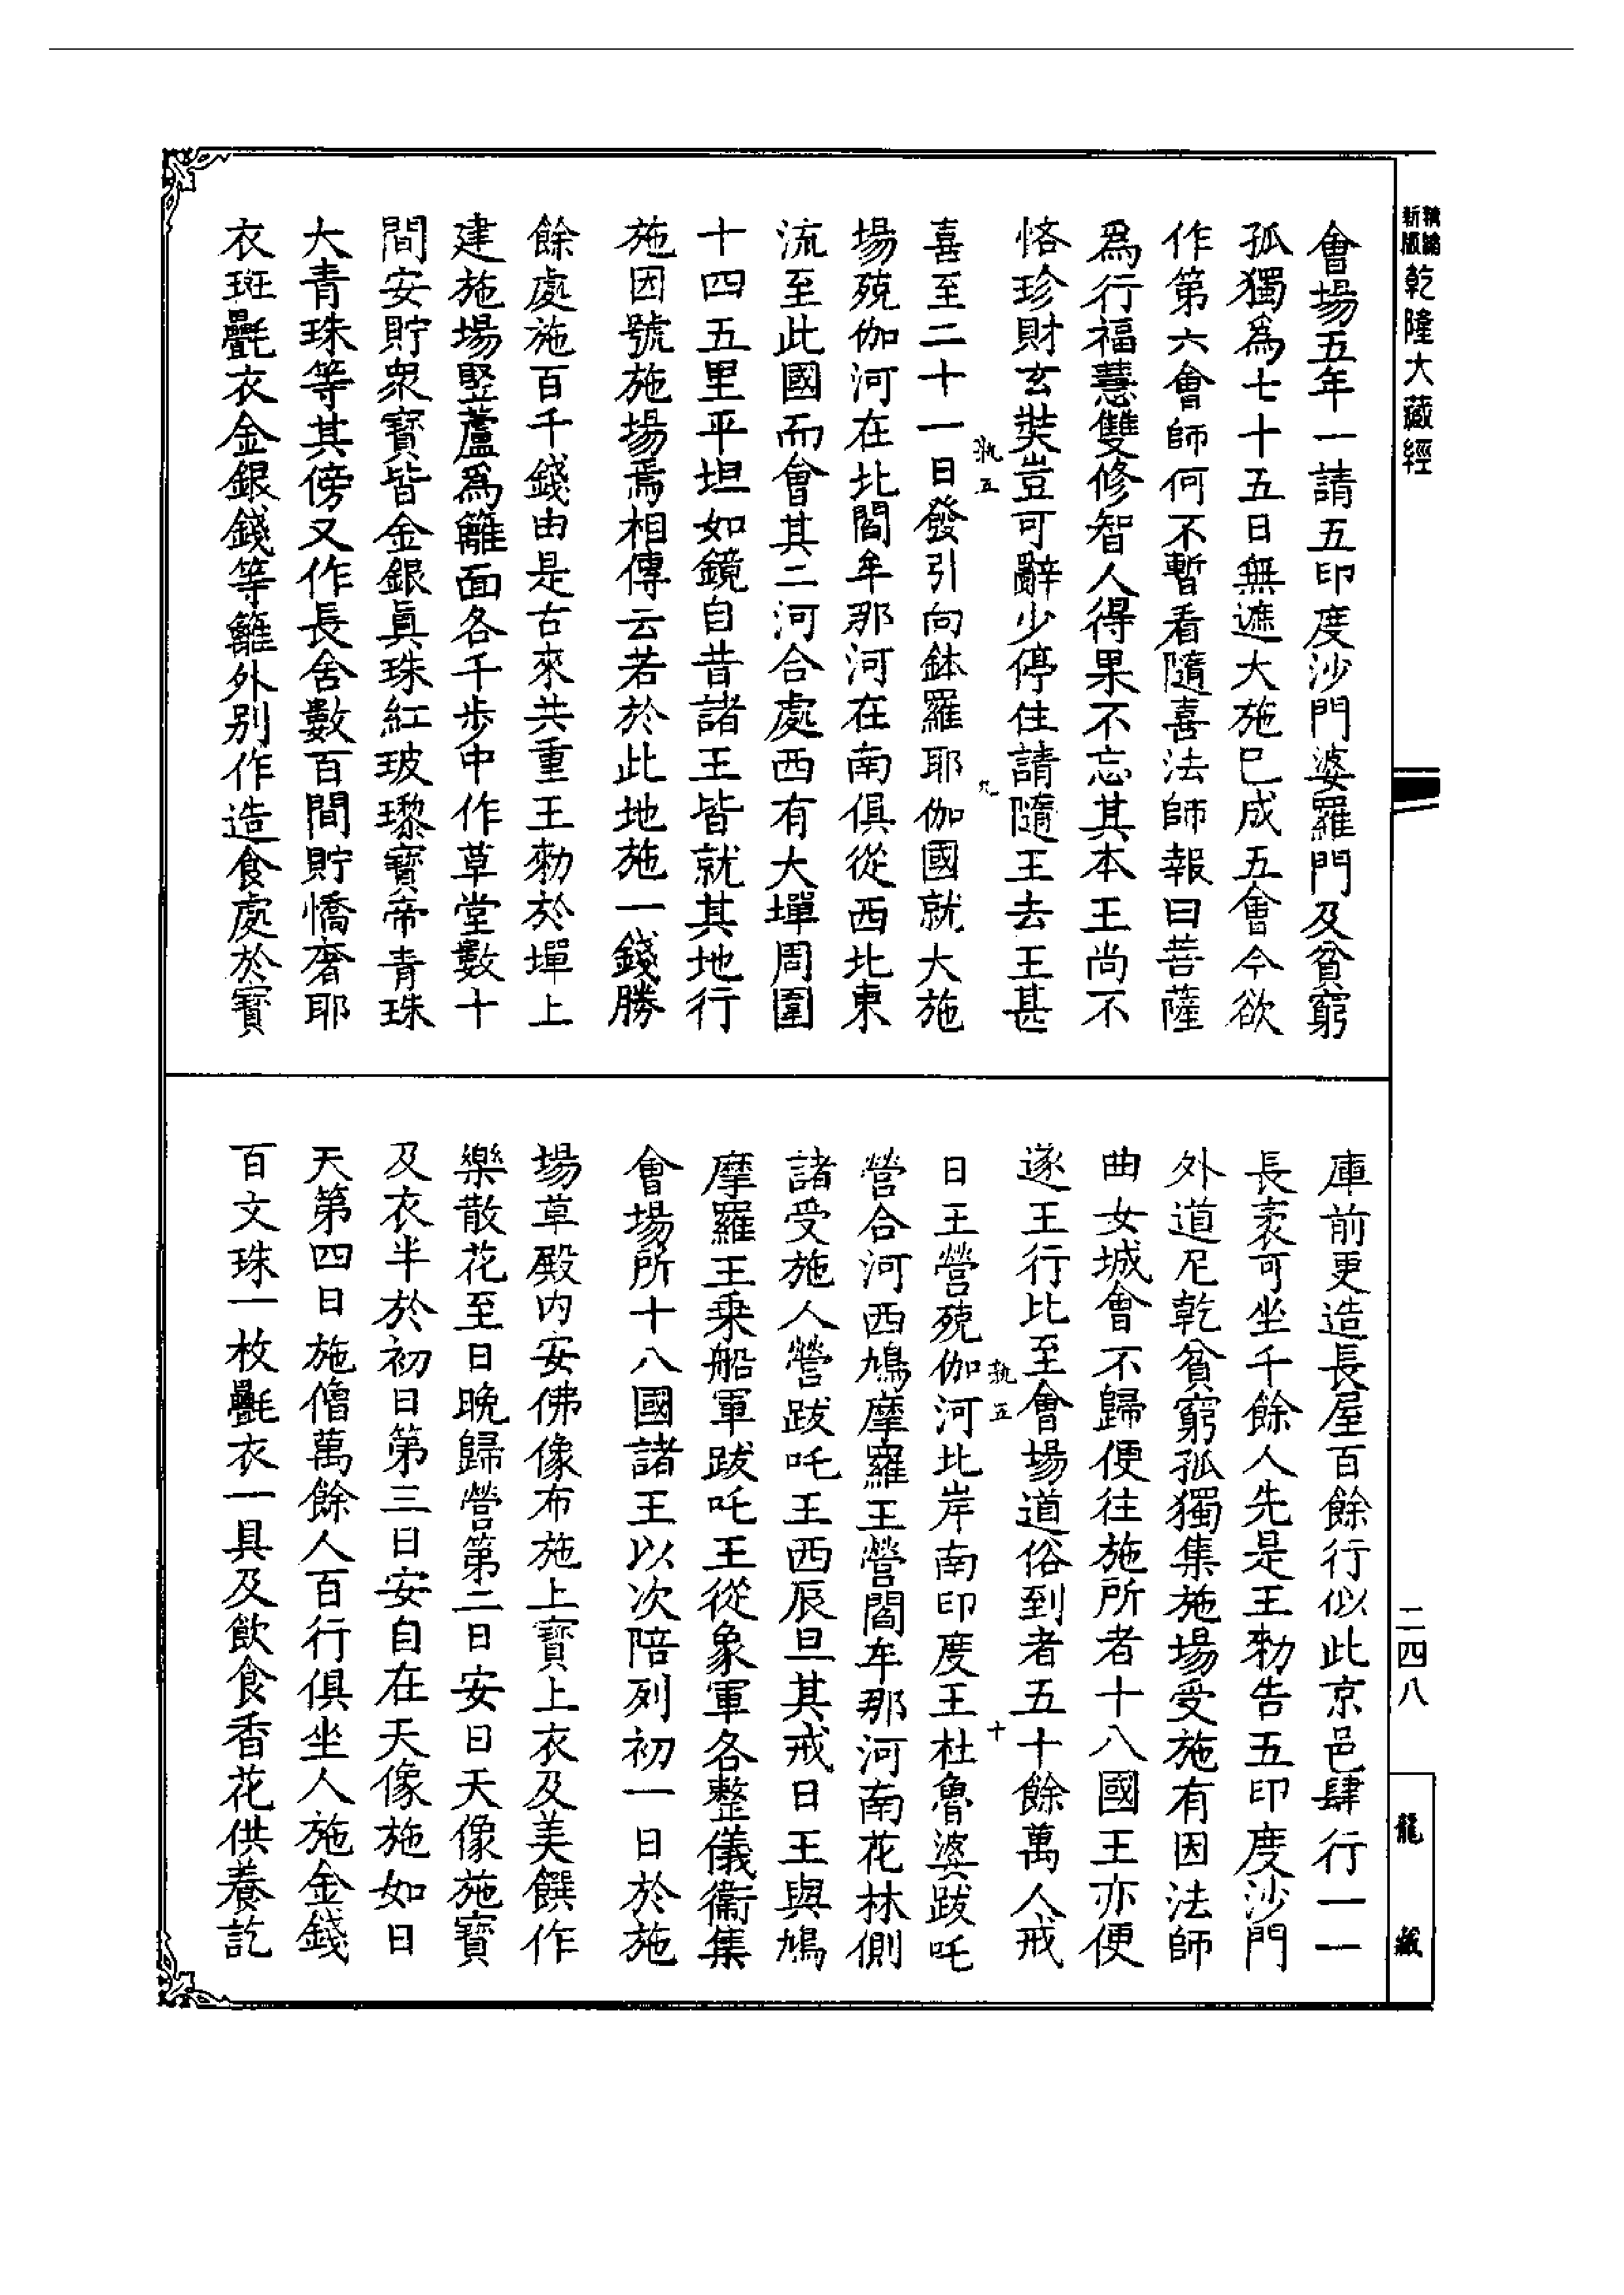 新版
精編
乾隆大藏經
會場五年一請五印度沙門婆羅門及貧窮
孤獨爲七十五日無遮大施已成五會今欲
作第六會師何不暫看隨喜法師報曰菩薩
爲行福慧雙修智人得果不忘其本王尚不
悋珍財玄奘豈可辭少停住請隨王去王甚
執五
九
喜至二十一日發引向鉢羅耶伽國就大施
場殑伽河在北閻牟那河在南俱從西北東
流至此國而會其二河合處西有大墠周圍
十四五里平坦如鏡自昔諸王皆就其地行
施因號施場焉相傳云若於此地施一錢勝
餘處施百千錢由是古來共重王勅於墠上
建施場竪蘆爲籬面各千步中作草堂數十
間安貯衆寶皆金銀眞珠紅玻瓈寶帝青珠
大青珠等其傍又作長舍數百間貯憍奢耶
衣斑㲲衣金銀錢等籬外别作造食處於寶
庫前更造長屋百餘行似此京邑肆行一一
長袤可坐千餘人先是王勅告五印度沙門
外道尼乾貧窮孤獨集施場受施有因法師
曲女城會不歸便往施所者十八國王亦便
逐王行比至會場道俗到者五十餘萬人戒
執五
十
日王營殑伽河北岸南印度王杜魯婆跋吒
營合河西鳩摩羅王營閻牟那河南花林側
諸受施人營跋吒王西辰旦其戒日王與鳩
摩羅王乗船軍跋吒王從象軍各整儀衞集
會場所十八國諸王以次陪列初一日於施
場草殿内安佛像布施上寶上衣及美饌作
樂散花至日晩歸營第二日安日天像施寶
及衣半於初日第三日安自在天像施如日
天第四日施僧萬餘人百行俱坐人施金錢
百文珠一枚㲲衣一具及飲食香花供養訖
二四八
龍藏